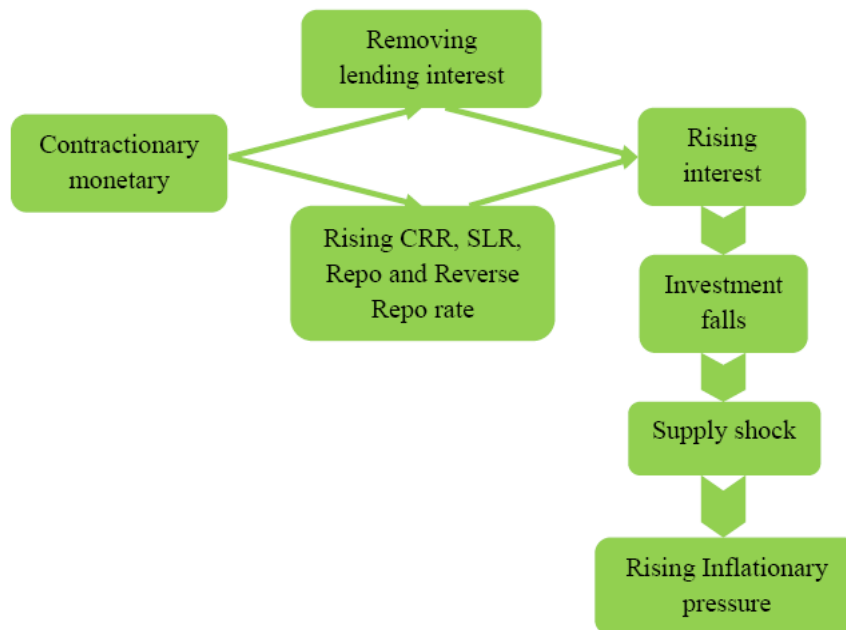 Removing
lending interest
Contractionary
monetary
Rising CRR, SLR,
Repo and Reverse
Repo rate
Rising
interest
Investment
falls
Supply shock
Rising Inflationary
pressure